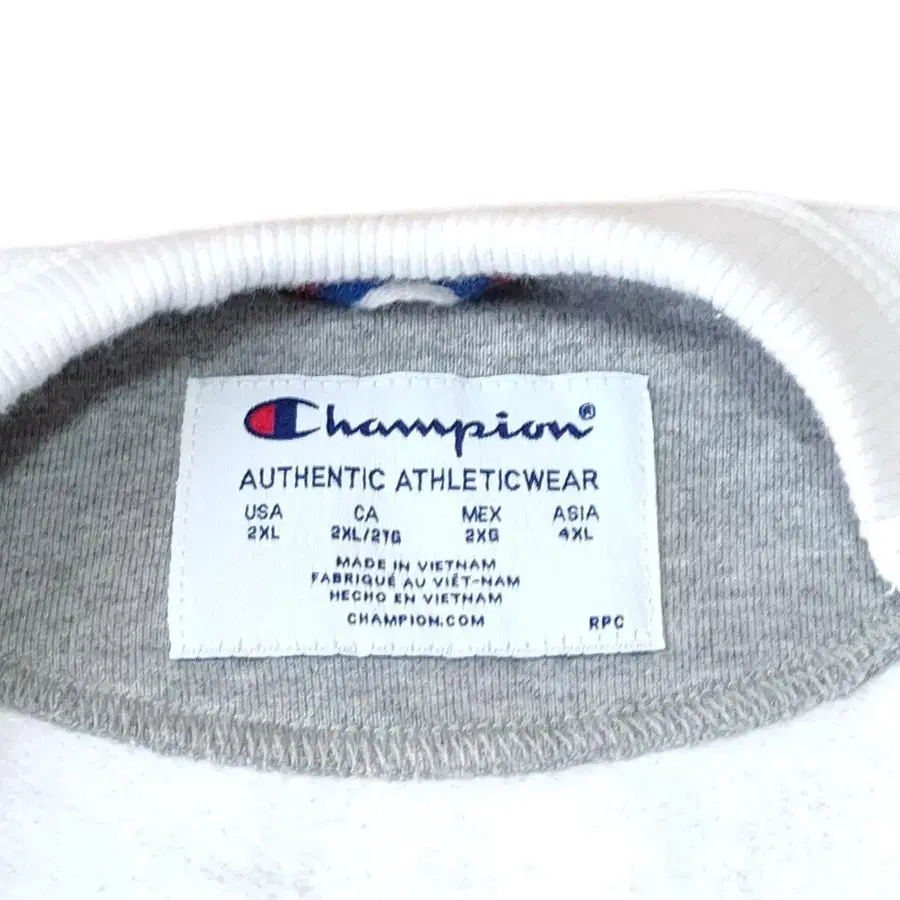 Champion®
AUTHENTIC ATHLETICWEAR
USA CA MEX ASIA
2XL 2XL/2TG 2XG 4XL
MADE IN VIETNAM
FABRIQUÉ AU VIÊT-NAM
HECHO EN VIETNAM
CHAMPION.COM RPC